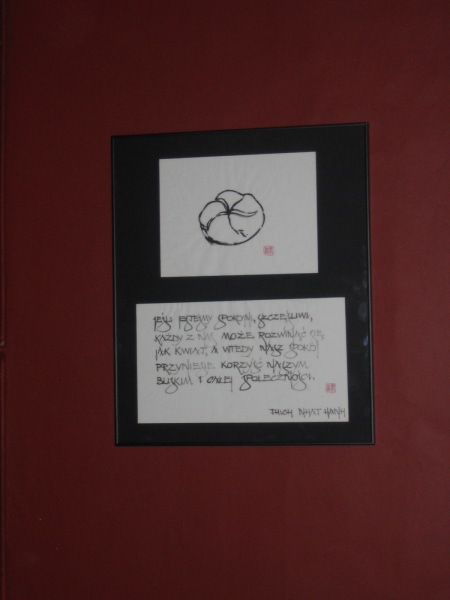 JEŚLI JESTEŚMY SPOKOJNI, SZCZĘŚLIWI,
KAŻDY Z NAS MOŻE ROZWINĄĆ SIĘ,
JAK KWIAT, A WTEDY NASZ SPOKÓJ
PRZYNIESIE KORZYŚĆ NASZYM
BLISKIM I CAŁEJ SPOŁECZNOŚCI.
THICH NHAT HANH